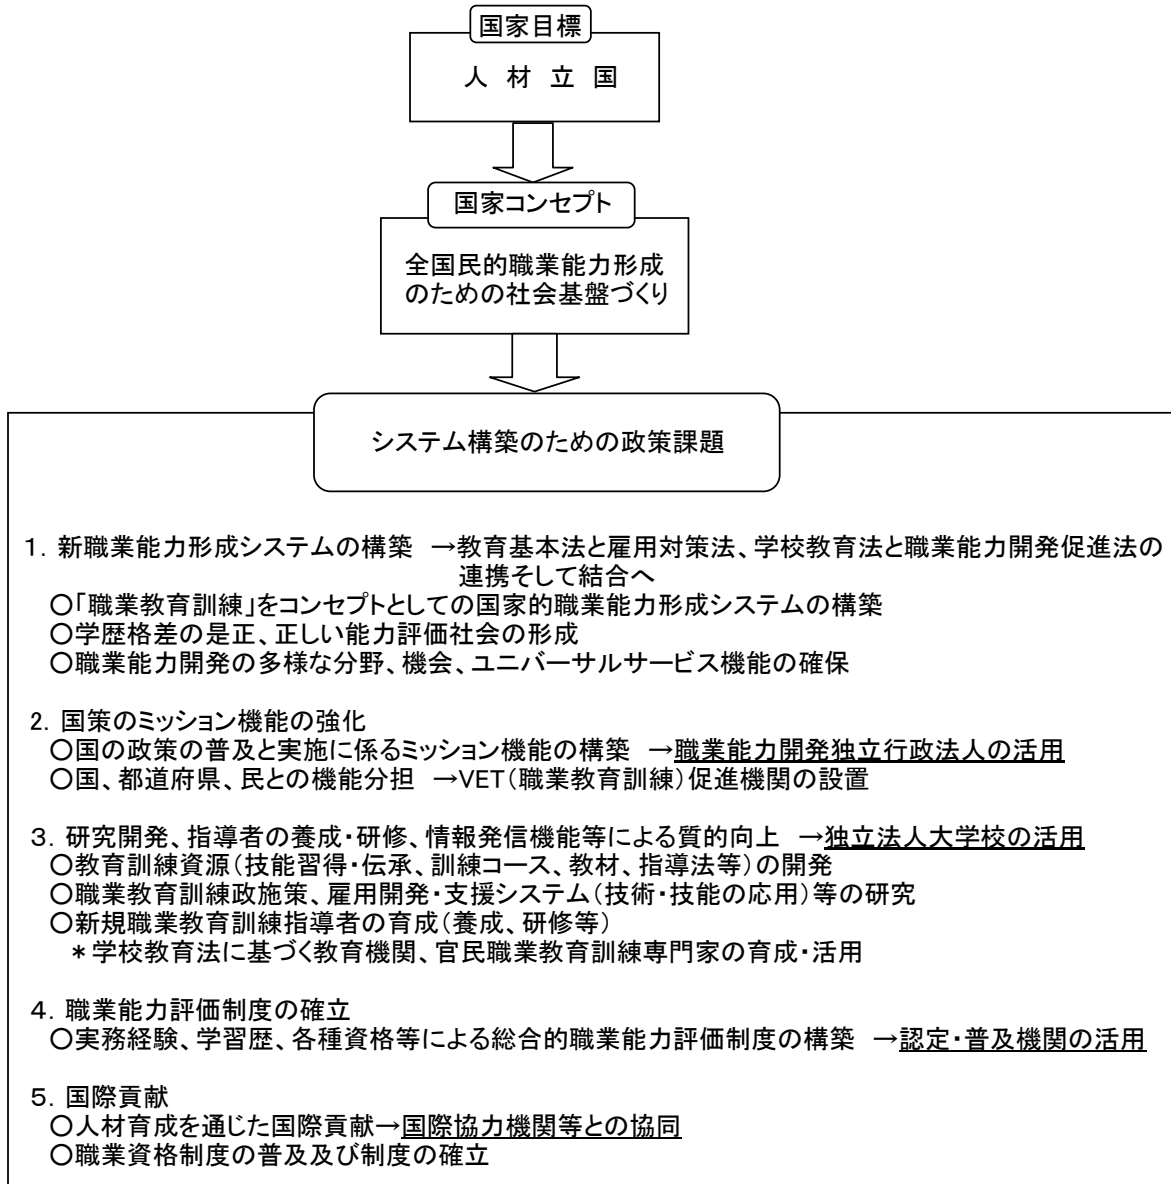 国家目標
人 材 立 国
国家コンセプト
全国民的職業能力形成
のための社会基盤づくり
システム構築のための政策課題
1．新職業能力形成システムの構築　→教育基本法と雇用対策法、学校教育法と職業能力開発促進法の
連携そして結合へ
○「職業教育訓練」をコンセプトとしての国家的職業能力形成システムの構築
○学歴格差の是正、正しい能力評価社会の形成
○職業能力開発の多様な分野、機会、ユニバーサルサービス機能の確保
2．国策のミッション機能の強化
○国の政策の普及と実施に係るミッション機能の構築　→職業能力開発独立行政法人の活用
○国、都道府県、民との機能分担　→VET（職業教育訓練）促進機関の設置
3．研究開発、指導者の養成・研修、情報発信機能等による質的向上　→独立法人大学校の活用
○教育訓練資源（技能習得・伝承、訓練コース、教材、指導法等）の開発
○職業教育訓練政施策、雇用開発・支援システム（技術・技能の応用）等の研究
○新規職業教育訓練指導者の育成（養成、研修等）
＊学校教育法に基づく教育機関、官民職業教育訓練専門家の育成・活用
4．職業能力評価制度の確立
○実務経験、学習歴、各種資格等による総合的職業能力評価制度の構築　→認定・普及機関の活用
5．国際貢献
○人材育成を通じた国際貢献→国際協力機関等との協同
○職業資格制度の普及及び制度の確立